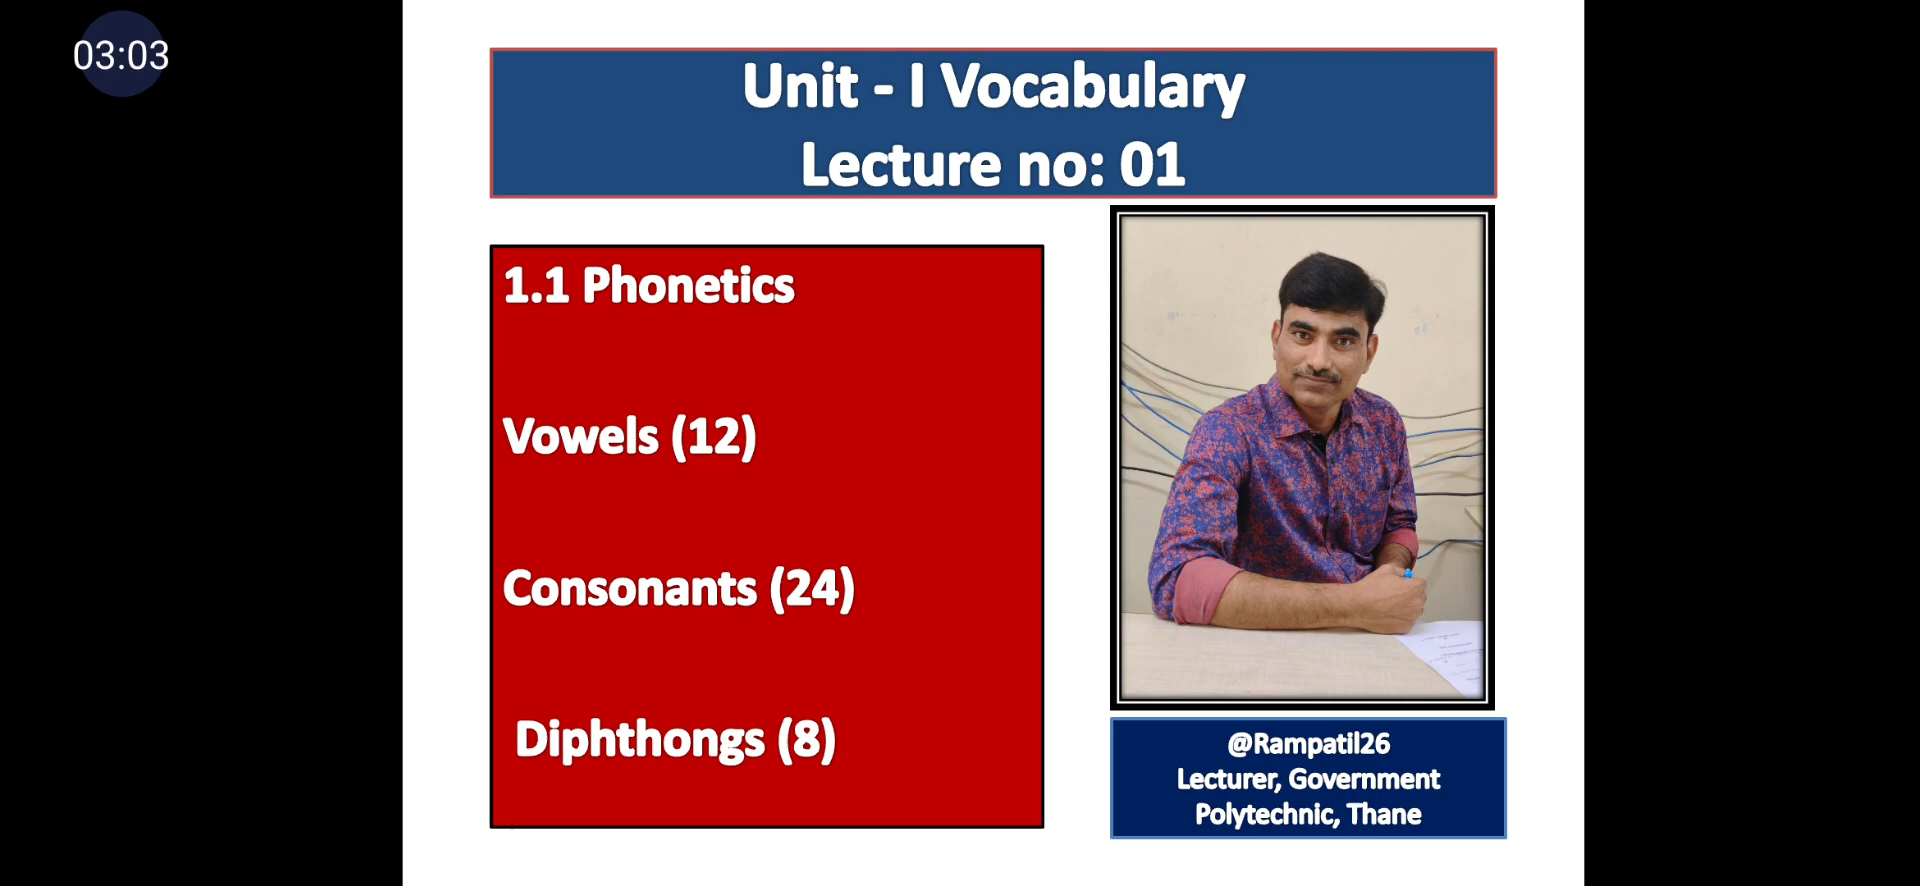 03:03
Unit - I Vocabulary
Lecture no: 01
1.1 Phonetics
Vowels (12)
Consonants (24)
Diphthongs (8)
@Rampatil26
Lecturer, Government
Polytechnic, Thane